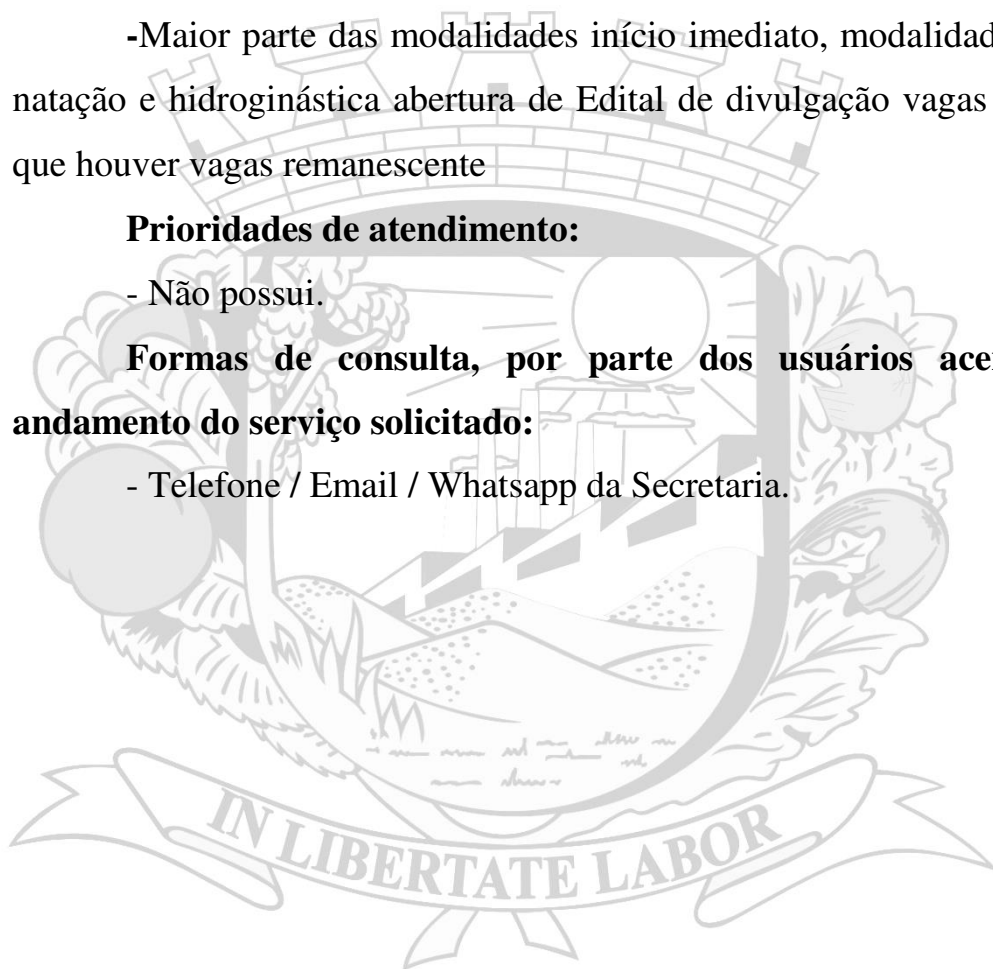 -Maior parte das modalidades início imediato, modalidad
natação e hidroginástica abertura de Edital de divulgação vagas
que houver vagas remanescente
Prioridades de atendimento:
- Não possui.
Formas de consulta, por parte dos usuários ace
andamento do serviço solicitado:
- Telefone / Email / Whatsapp da Secretaria.
IN LIBERTATE LABOR